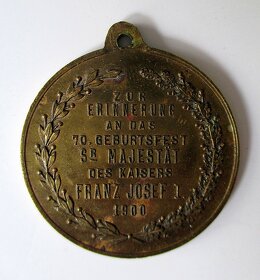 ZUR
ERINNERUNG
AN DAS
70. GEBURTSFEST
SR MAJESTÄT
DES KAISERS
FRANZ JOSEF I.
1900